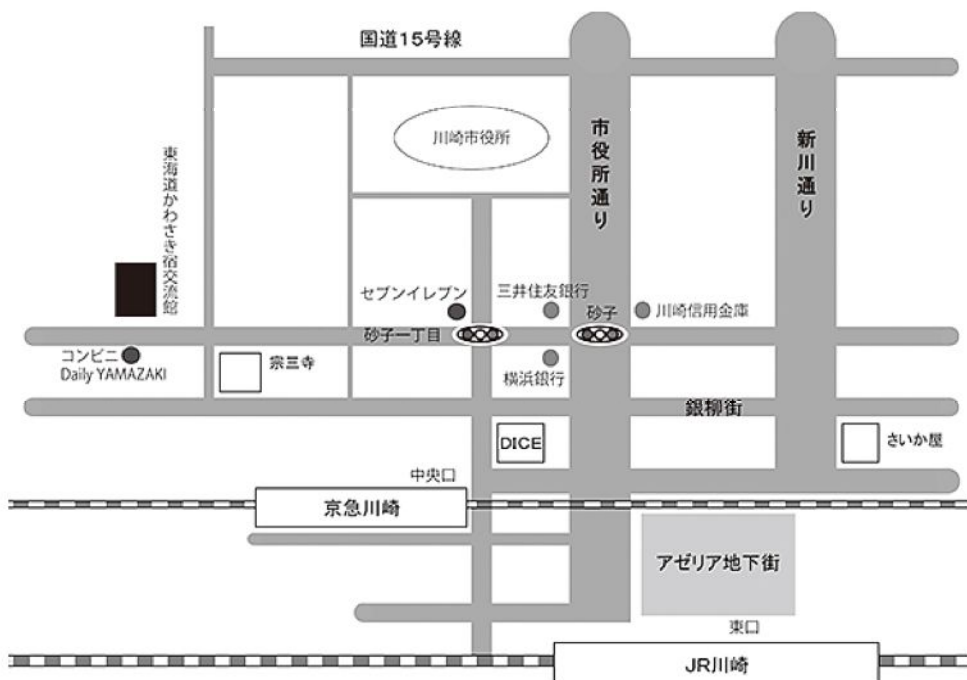 国道15号線
川崎市役所
市役所通り
新川通り
東海道かわさき宿交流館
セブンイレブン
三井住友銀行
砂子
川崎信用金庫
砂子一丁目
コンビニ
Daily YAMAZAKI
宗三寺
横浜銀行
銀柳街
DICE
さいか屋
中央口
京急川崎
アゼリア地下街
東口
JR川崎